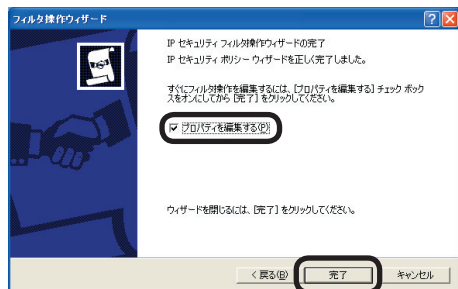 フィルタ操作ウィザード
IP セキュリティ フィルタ操作ウィザードの完了
IP セキュリティ ポリシー ウィザードを正しく完了しました。
すぐにフィルタ操作を編集するには、[プロパティを編集する] チェック ボック
スをオンにしてから [完了] をクリックしてください。
プロパティを編集する(P)
ウィザードを閉じるには、[完了] をクリックしてください。
< 戻る(B)
完了
キャンセル